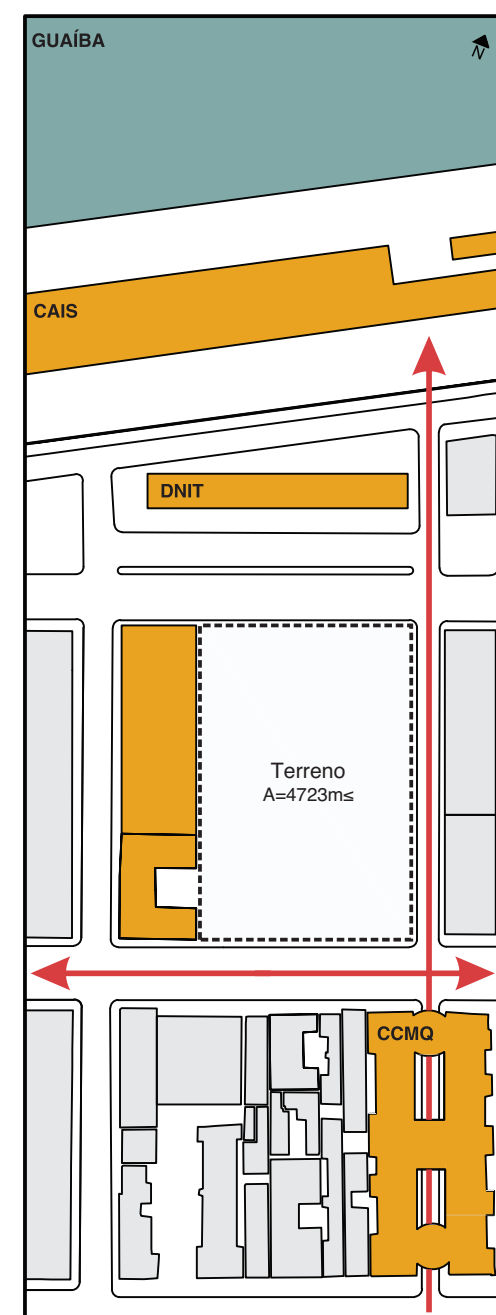 GUAÍBA
N
CAIS
DNIT
Terreno
A=4723m≤
CCMQ